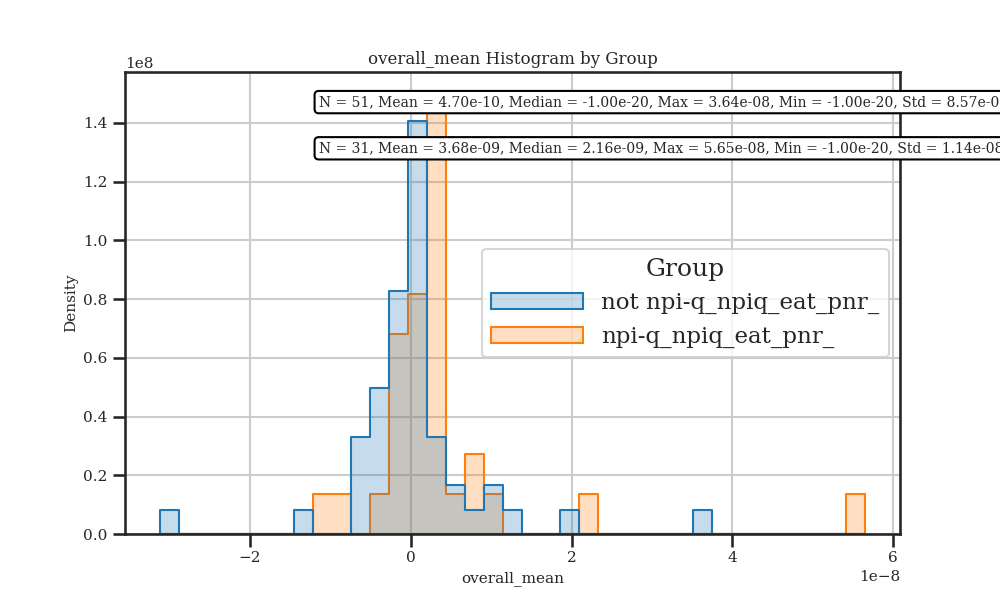 overall_mean Histogram by Group
1e8
N = 51, Mean = 4.70e-10, Median = -1.00e-20, Max = 3.64e-08, Min = -1.00e-20, Std = 8.57e-0
N = 31, Mean = 3.68e-09, Median = 2.16e-09, Max = 5.65e-08, Min = -1.00e-20, Std = 1.14e-08
1.4
1.2
1.0
0.8
0.6
0.4
0.2
0.0
Density
Group
not npi-q_npiq_eat_pnr_
npi-q_npiq_eat_pnr_
−2
0
2
4
6
1e−8
overall_mean